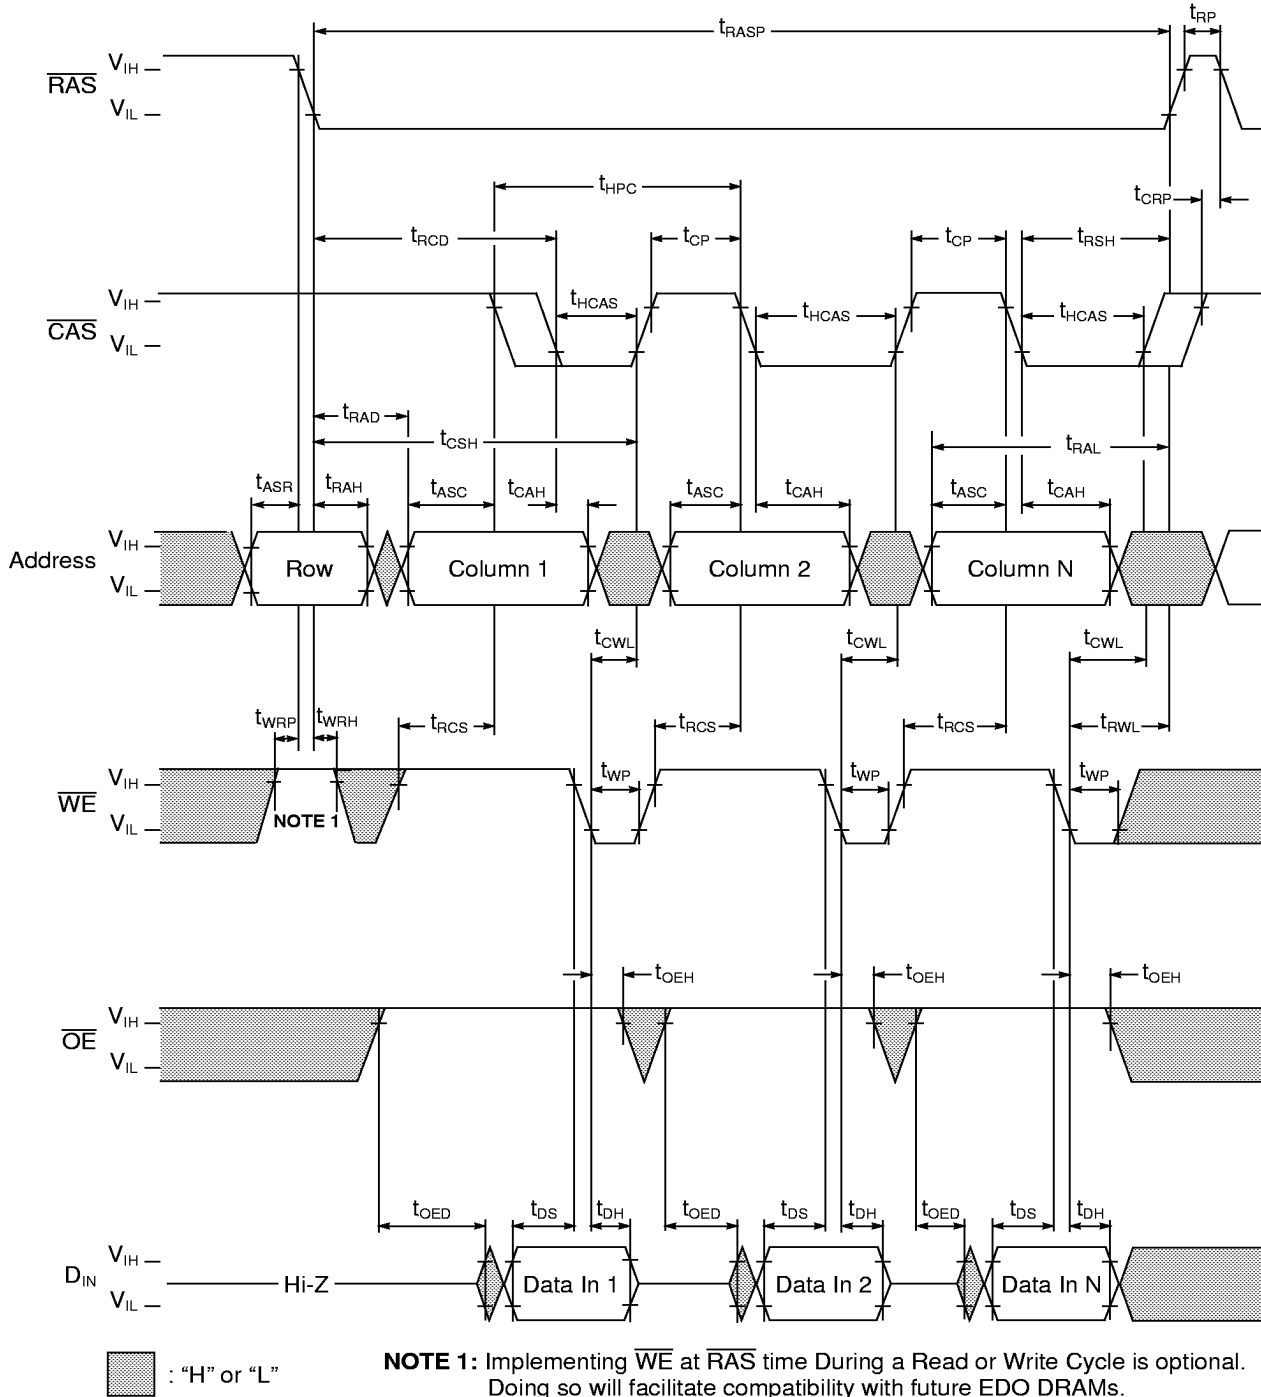 tRP
tRASP
VIH
RAS
VIL
tHPC
tCRP
tRCD
tCP
tCP
tRSH
VIH
tHCAS
tHCAS
tHCAS
CAS
VIL
tRAD
tCSH
tRAL
tASR
tRAH
tASC
tCAH
tASC
tCAH
tASC
tCAH
VIH
Address
Row
Column 1
Column 2
Column N
VIL
tCWL
tCWL
tCWL
tWRP
tWRH
tRCS
tRCS
tRCS
tRWL
VIH
tWP
tWP
tWP
WE
VIL
NOTE 1
tOEH
tOEH
tOEH
VIH
OE
VIL
tOED
tDS
tDH
tOED
tDS
tDH
tOED
tDS
tDH
VIH
DIN
Hi-Z
Data In 1
Data In 2
Data In N
VIL
: “H” or “L”
NOTE 1: Implementing WE at RAS time During a Read or Write Cycle is optional.
Doing so will facilitate compatibility with future EDO DRAMs.